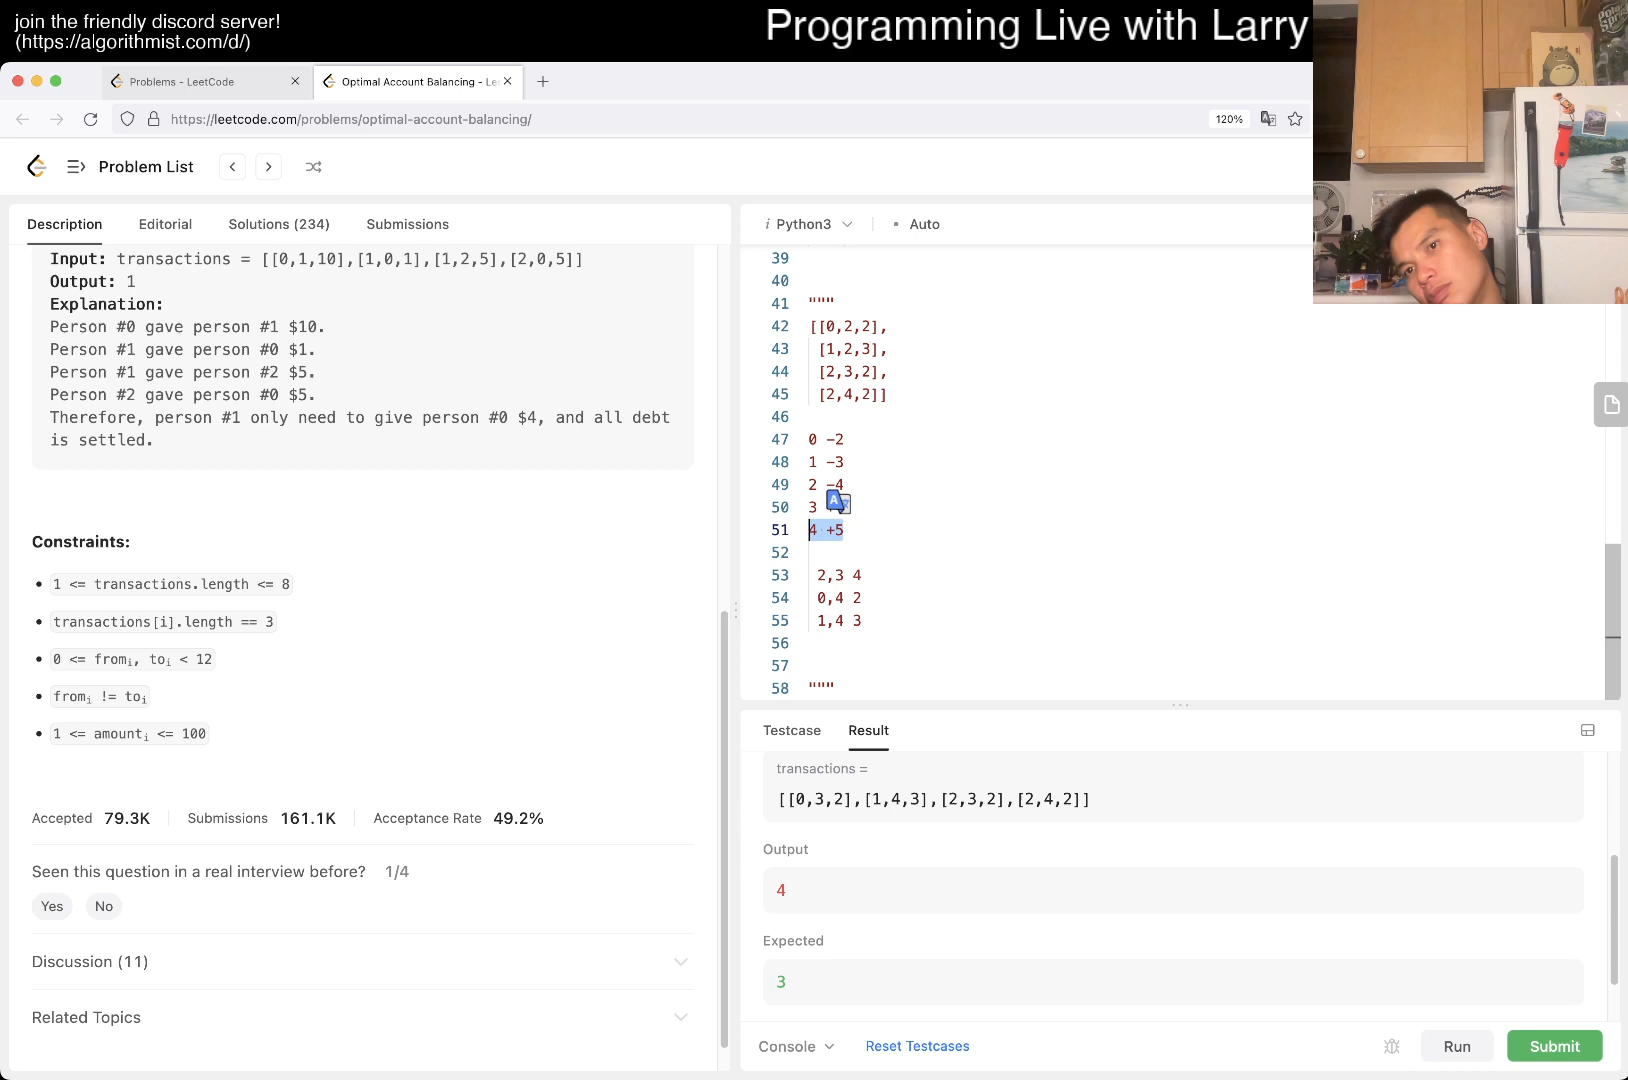 join the friendly discord server!
(https://algorithmist.com/d/)
Programming Live with Larry
Problems - LeetCode
Optimal Account Balancing - Le
https://leetcode.com/problems/optimal-account-balancing/
120%
Problem List
Description
Editorial
Solutions (234)
Submissions
Input: transactions = [[0,1,10],[1,0,1],[1,2,5],[2,0,5]]
Output: 1
Explanation:
Person #0 gave person #1 $10.
Person #1 gave person #0 $1.
Person #1 gave person #2 $5.
Person #2 gave person #0 $5.
Therefore, person #1 only need to give person #0 $4, and all debt
is settled.
Constraints:
• 1 <= transactions.length <= 8
• transactions[i].length == 3
• 0 <= fromi, toi < 12
• fromi != toi
• 1 <= amounti <= 100
Accepted 79.3K
Submissions 161.1K
Acceptance Rate 49.2%
Seen this question in a real interview before? 1/4
Yes
No
Discussion (11)
Related Topics
i Python3
• Auto
39
40
41 """
42 [[0,2,2],
43 [1,2,3],
44 [2,3,2],
45 [2,4,2]]
46
47 0 -2
48 1 -3
49 2 -4
50 3
51 4 +5
52
53 2,3 4
54 0,4 2
55 1,4 3
56
57
58 """
Testcase
Result
transactions =
[[0,3,2],[1,4,3],[2,3,2],[2,4,2]]
Output
4
Expected
3
Console
Reset Testcases
Run
Submit